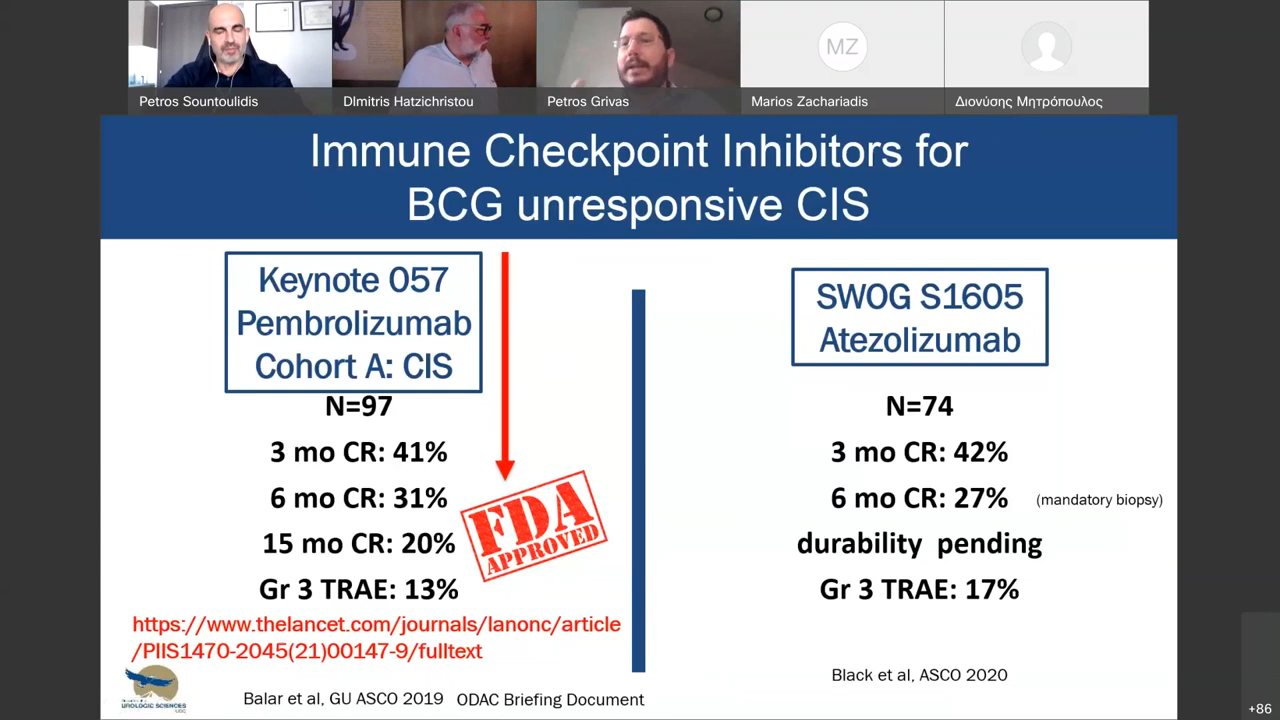 Petros Sountoulidis
DImitris Hatzichristou
Petros Grivas
MZ
Marios Zachariadis
Διονύσης Μητρόπουλος
Immune Checkpoint Inhibitors for
BCG unresponsive CIS
Keynote 057
Pembrolizumab
Cohort A: CIS
N=97
3 mo CR: 41%
6 mo CR: 31%
15 mo CR: 20%
Gr 3 TRAE: 13%
FDA
APPROVED
https://www.thelancet.com/journals/lanonc/article
/PIIS1470-2045(21)00147-9/fulltext
Balar et al, GU ASCO 2019 ODAC Briefing Document
SWOG S1605
Atezolizumab
N=74
3 mo CR: 42%
6 mo CR: 27% (mandatory biopsy)
durability pending
Gr 3 TRAE: 17%
Black et al, ASCO 2020
UROLOGIC SCIENCES
+86